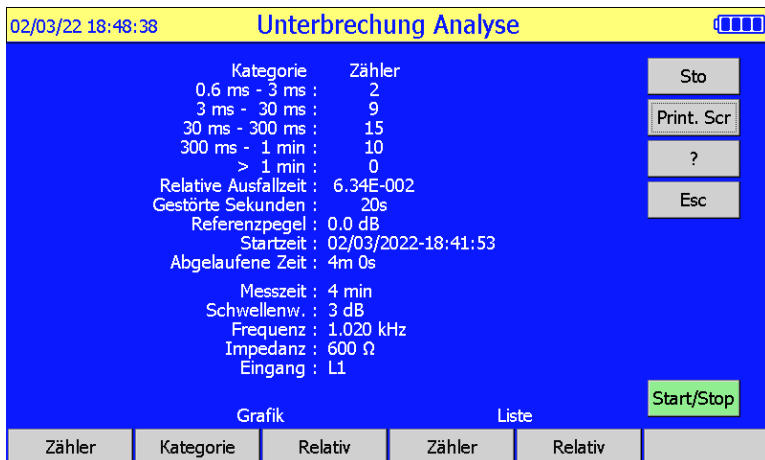 02/03/22 18:48:38 Unterbrechung Analyse
Kategorie Zähler
0.6 ms - 3 ms : 2
3 ms - 30 ms : 9
30 ms - 300 ms : 15
300 ms - 1 min : 10
> 1 min : 0
Relative Ausfallzeit : 6.34E-002
Gestörte Sekunden : 20s
Referenzpegel : 0.0 dB
Startzeit : 02/03/2022-18:41:53
Abgelaufene Zeit : 4m 0s
Messzeit : 4 min
Schwellenw. : 3 dB
Frequenz : 1.020 kHz
Impedanz : 600 Ω
Eingang : L1
Sto
Print. Scr
?
Esc
Start/Stop
Grafik Liste
Zähler Kategorie Relativ Zähler Relativ